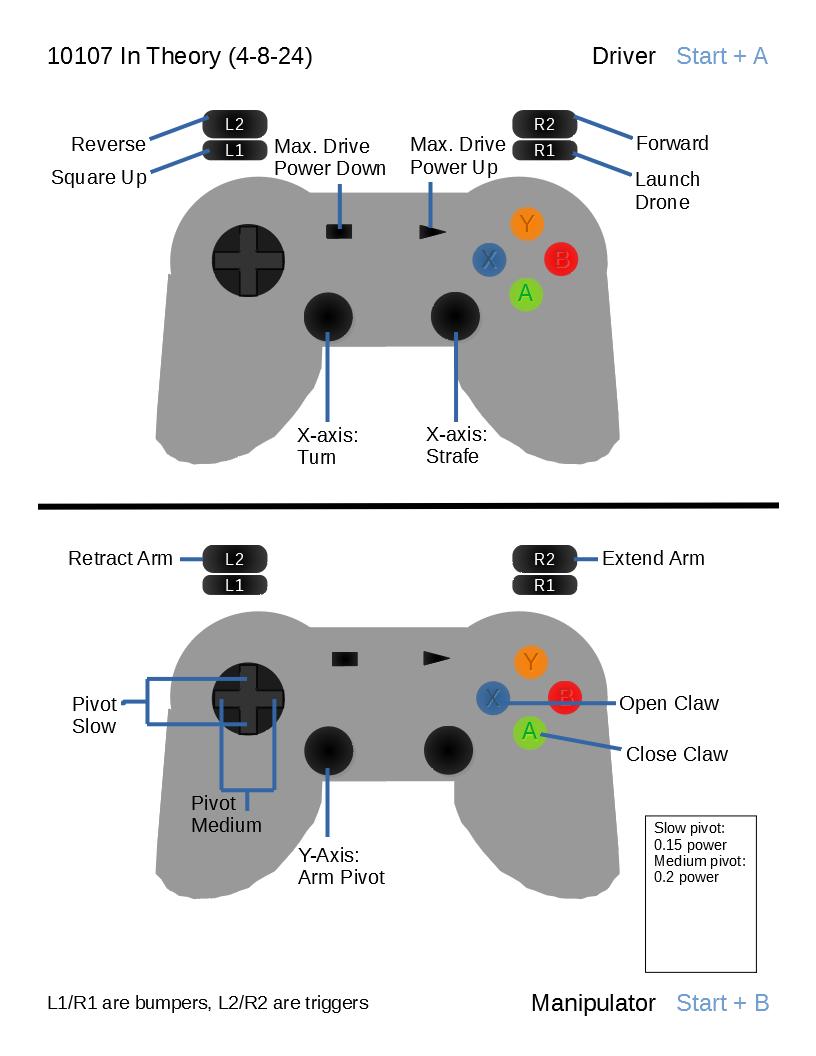 10107 In Theory (4-8-24)
Driver Start + A
L2
R2
Reverse
L1
Max. Drive
Power Down
Max. Drive
Power Up
R1
Forward
Square Up
Launch
Drone
Y
X
B
A
X-axis:
Turn
X-axis:
Strafe
Retract Arm
L2
L1
R2
R1
Extend Arm
Y
X
B
A
Pivot
Slow
Open Claw
Close Claw
Pivot
Medium
Y-Axis:
Arm Pivot
Slow pivot:
0.15 power
Medium pivot:
0.2 power
L1/R1 are bumpers, L2/R2 are triggers
Manipulator Start + B